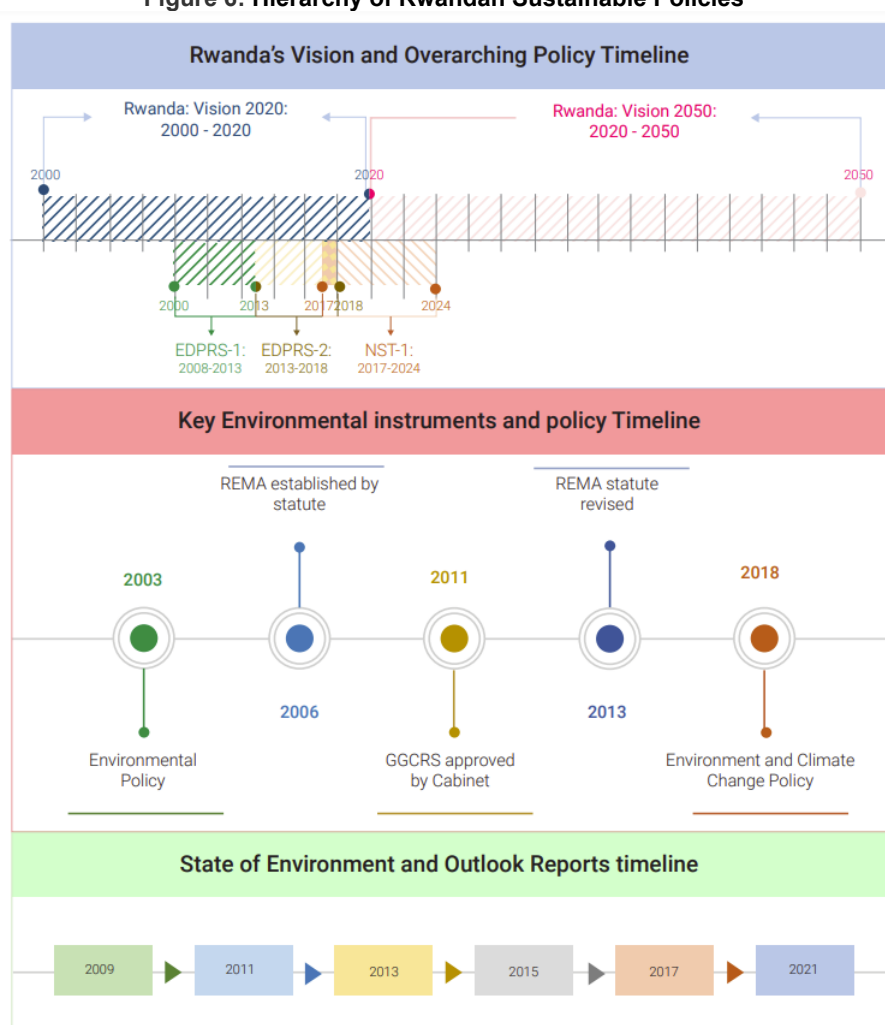 Figure 6: Hierarchy of Rwandan Sustainable Policies
Rwanda's Vision and Overarching Policy Timeline
Rwanda: Vision 2020:
2000 - 2020
Rwanda: Vision 2050:
2020 - 2050
2000
2020
2050
2000
2013
2017
2018
2024
EDPRS-1:
2008-2013
EDPRS-2:
2013-2018
NST-1:
2017-2024
Key Environmental instruments and policy Timeline
REMA established by
statute
REMA statute
revised
2003
2011
2018
2006
2013
Environmental
Policy
GGCRS approved
by Cabinet
Environment and Climate
Change Policy
State of Environment and Outlook Reports timeline
2009
2011
2013
2015
2017
2021